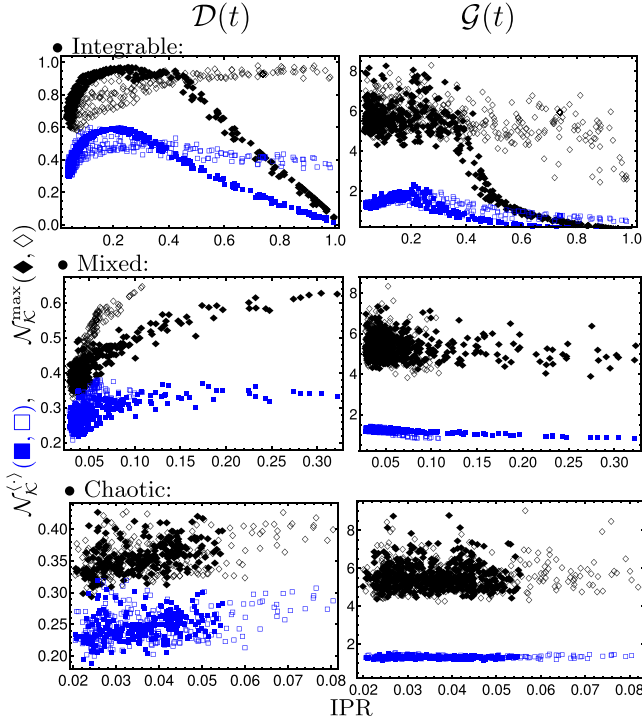 𝒟(t) 𝒢(t)
● Integrable:
1.0
0.8
0.6
0.4
0.2
0.0
0.2 0.4 0.6 0.8 1.0
8
6
4
2
0.0 0.2 0.4 0.6 0.8 1.0
● Mixed:
0.6
0.5
0.4
0.3
0.2
0.05 0.10 0.15 0.20 0.25 0.30
8
6
4
2
0.05 0.10 0.15 0.20 0.25 0.30
● Chaotic:
0.40
0.35
0.30
0.25
0.20
0.02 0.03 0.04 0.05 0.06 0.07 0.08
8
6
4
2
0.02 0.03 0.04 0.05 0.06 0.07 0.08
IPR
𝒩_𝒦^⟨·⟩(■, □), 𝒩_𝒦^max(◆, ◇)